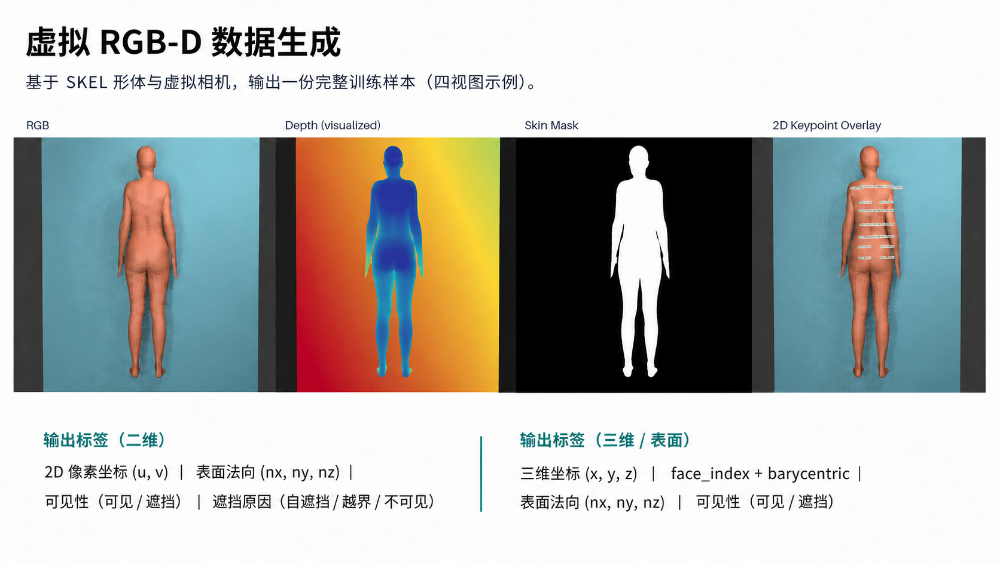 虚拟 RGB-D 数据生成
基于 SKEL 形体与虚拟相机，输出一份完整训练样本（四视图示例）。
RGB
Depth (visualized)
Skin Mask
2D Keypoint Overlay
输出标签（二维）
2D 像素坐标 (u, v) | 表面法向 (nx, ny, nz) |
可见性（可见 / 遮挡） | 遮挡原因（自遮挡 / 越界 / 不可见）
输出标签（三维 / 表面）
三维坐标 (x, y, z) | face_index + barycentric |
表面法向 (nx, ny, nz) | 可见性（可见 / 遮挡）